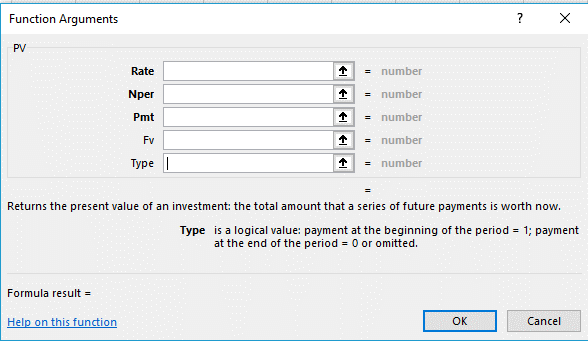 Function Arguments ?
PV
Rate = number
Nper = number
Pmt = number
Fv = number
Type = number
=
Returns the present value of an investment: the total amount that a series of future payments is worth now.
Type is a logical value: payment at the beginning of the period = 1; payment
at the end of the period = 0 or omitted.
Formula result =
Help on this function OK Cancel